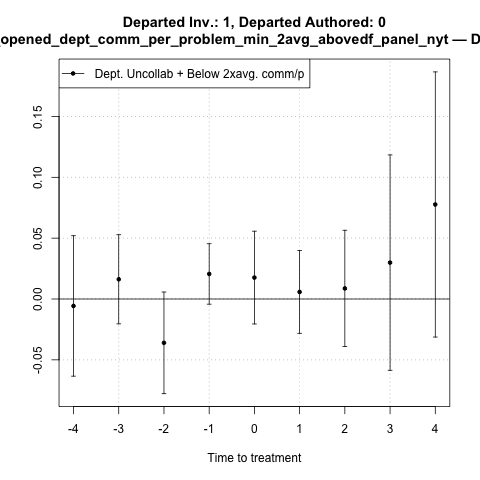 Departed Inv.: 1, Departed Authored: 0
opened_dept_comm_per_problem_min_2avg_abovedf_panel_nyt — D
Dept. Uncollab + Below 2xavg. comm/p
0.15
0.10
0.05
0.00
-0.05
-4 -3 -2 -1 0 1 2 3 4
Time to treatment